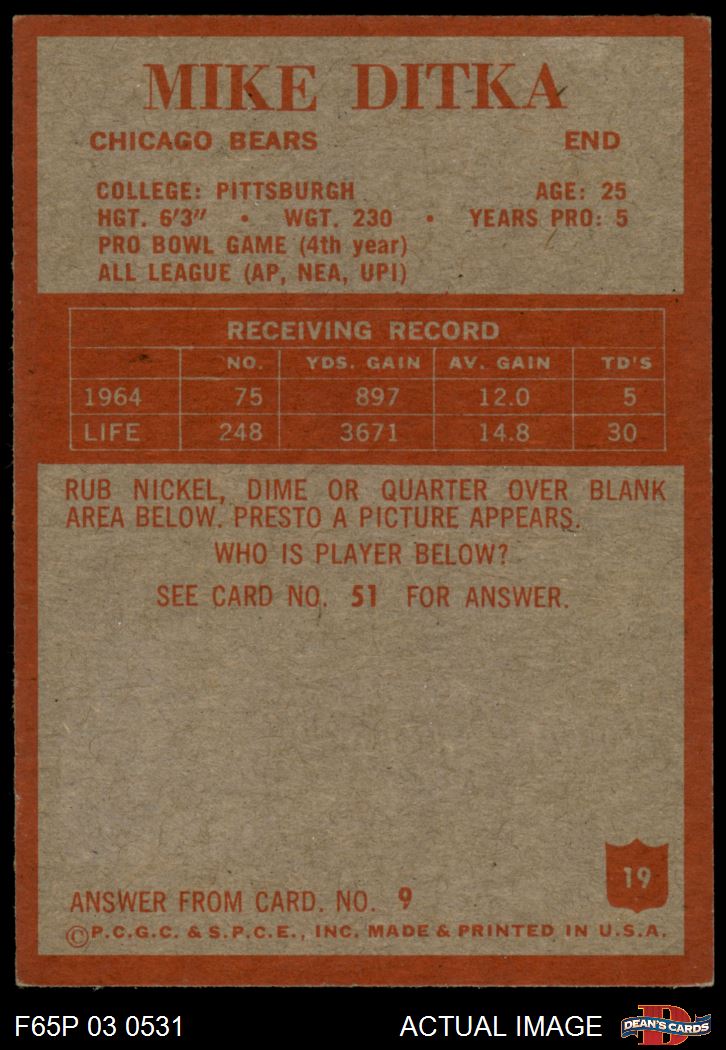 MIKE DITKA
CHICAGO BEARS END
COLLEGE: PITTSBURGH AGE: 25
HGT. 6'3" • WGT. 230 • YEARS PRO: 5
PRO BOWL GAME (4th year)
ALL LEAGUE (AP, NEA, UPI)
RECEIVING RECORD
NO. YDS. GAIN AV. GAIN TD'S
1964 75 897 12.0 5
LIFE 248 3671 14.8 30
RUB NICKEL, DIME OR QUARTER OVER BLANK
AREA BELOW. PRESTO A PICTURE APPEARS.
WHO IS PLAYER BELOW?
SEE CARD NO. 51 FOR ANSWER.
19
ANSWER FROM CARD. NO. 9
©P.C.G.C. & S.P.C.E., INC. MADE & PRINTED IN U.S.A.
F65P 03 0531 ACTUAL IMAGE D DEAN'S CARDS